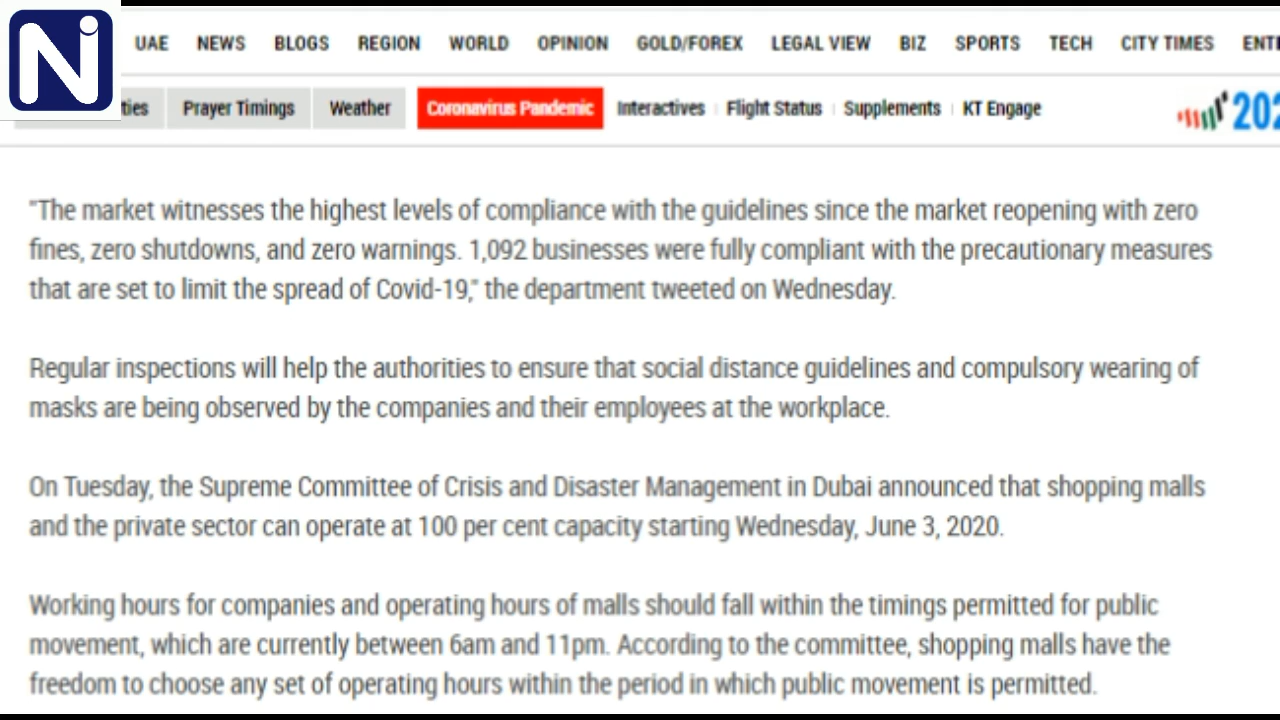 Ni
UAE NEWS BLOGS REGION WORLD OPINION GOLD/FOREX LEGAL VIEW BIZ SPORTS TECH CITY TIMES ENT
ties Prayer Timings Weather Coronavirus Pandemic Interactives Flight Status Supplements KT Engage 202
"The market witnesses the highest levels of compliance with the guidelines since the market reopening with zero
fines, zero shutdowns, and zero warnings. 1,092 businesses were fully compliant with the precautionary measures
that are set to limit the spread of Covid-19," the department tweeted on Wednesday.
Regular inspections will help the authorities to ensure that social distance guidelines and compulsory wearing of
masks are being observed by the companies and their employees at the workplace.
On Tuesday, the Supreme Committee of Crisis and Disaster Management in Dubai announced that shopping malls
and the private sector can operate at 100 per cent capacity starting Wednesday, June 3, 2020.
Working hours for companies and operating hours of malls should fall within the timings permitted for public
movement, which are currently between 6am and 11pm. According to the committee, shopping malls have the
freedom to choose any set of operating hours within the period in which public movement is permitted.